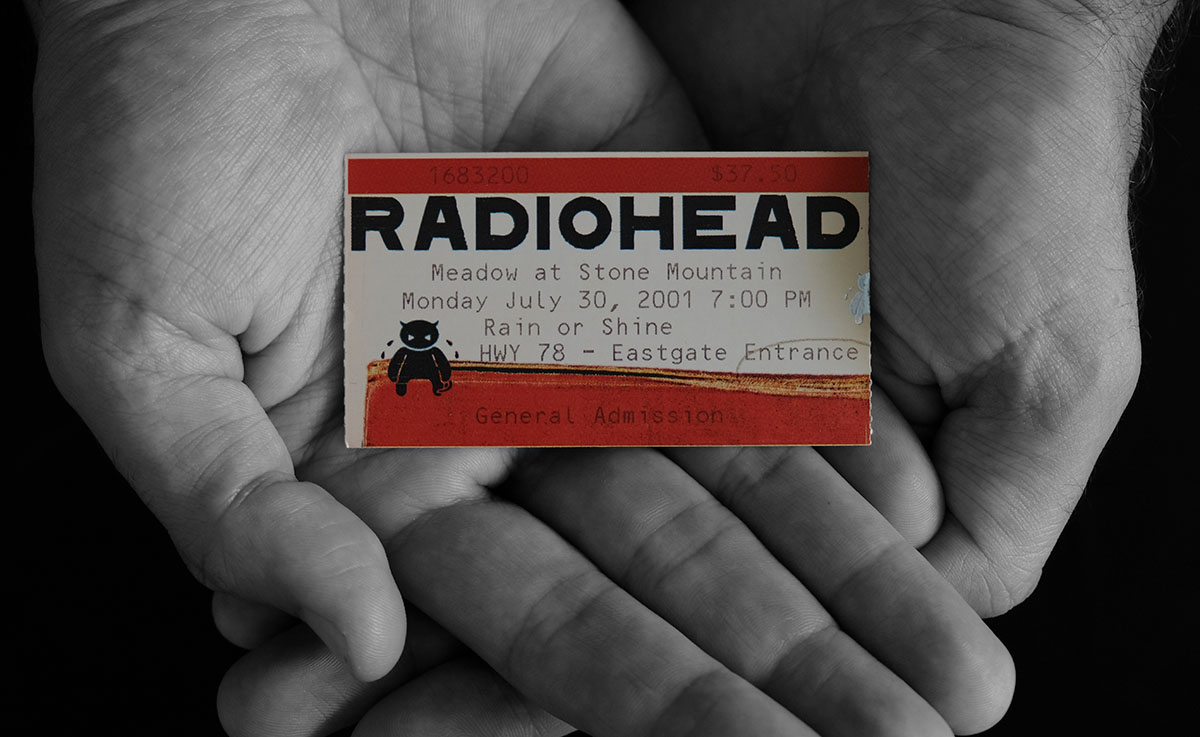 1683200 $37.50
RADIOHEAD
Meadow at Stone Mountain
Monday July 30, 2001 7:00 PM
Rain or Shine
HWY 78 - Eastgate Entrance
General Admission